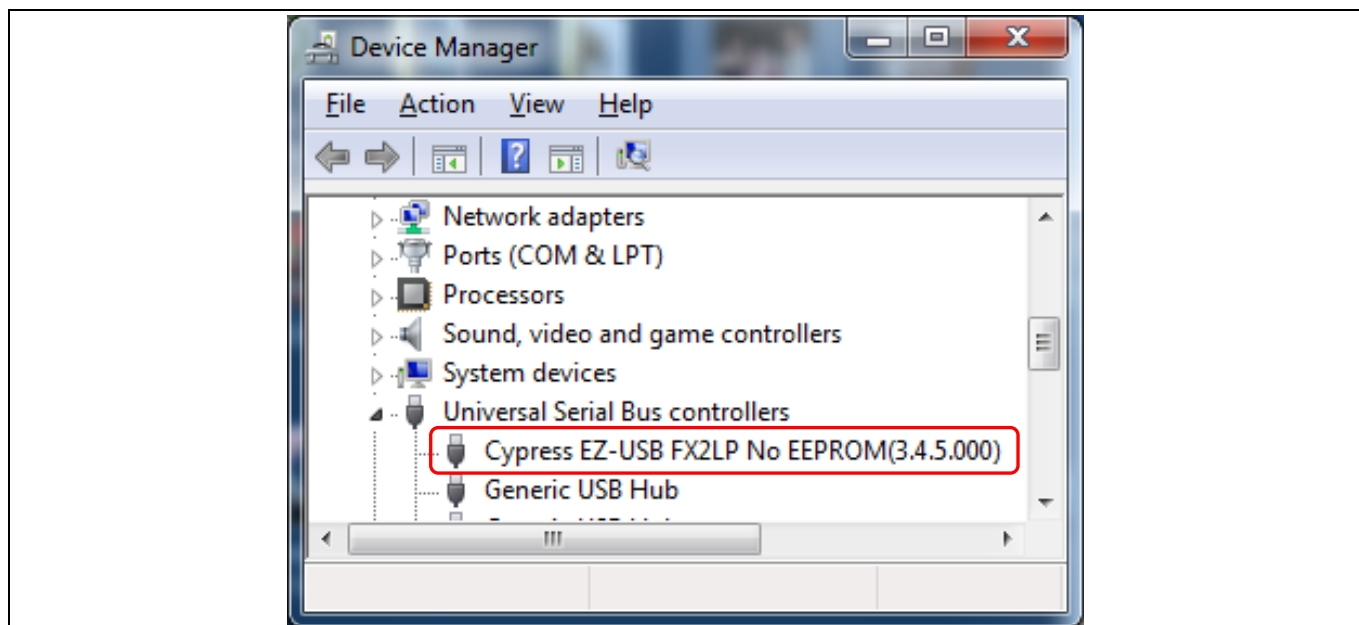 Device Manager
File Action View Help
Network adapters
Ports (COM & LPT)
Processors
Sound, video and game controllers
System devices
Universal Serial Bus controllers
Cypress EZ-USB FX2LP No EEPROM(3.4.5.000)
Generic USB Hub